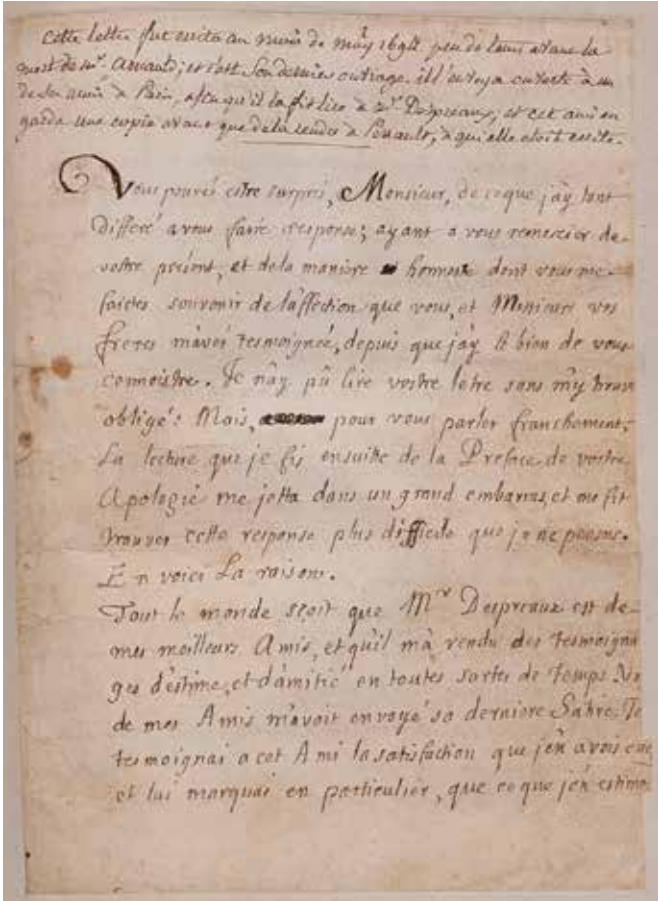 Cette lettre fut escrite au mois de may 1694 peu de tems avant la
mort de Mr. Arnauld; et c'est son dernier ouvrage. il l'envoya ouverte à un
de ses amis à Paris, afin qu'il la fit lire à Mr. Despreaux; et cet ami en
garda une copie avant que de la rendre à Perrault, à qui elle etoit escrite.
Vous pouvés estre surpris, Monsieur, de ce que j'ay tant
differé a vous faire response; ayant a vous remercier de
vostre present, et de la maniere honneste dont vous me
faictes souvenir de l'affection que vous, et Messieurs vos
freres m'avés tesmoignée, depuis que j'ay le bien de vous
connoistre. Je n'ay pû lire vostre letre sans m'y trouv
obligé: Mais, pour vous parler franchement,
La lecture que je fis ensuitte de la Preface de vostre
Apologie me jetta dans un grand embarras, et me fit
trouver cette response plus difficile que je ne pensois.
En voici La raison.
Tout le monde sçoit que Mr Despreaux est de
mes meilleurs Amis, et qu'il m'a rendu des tesmoigna
ges d'estime, et d'amitié en toutes sortes de temps
de mes Amis m'avoit envoyé sa derniere Satire. Je
tesmoignai a cet Ami la satisfaction que j'en avois eue
et lui marquai en particulier, que ce que j'en estimo